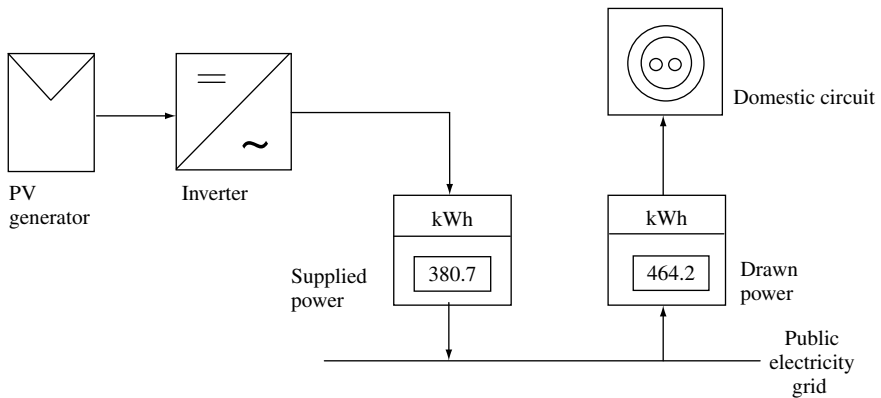 Domestic circuit
PV
generator
Inverter
kWh
kWh
Supplied
power
380.7
464.2
Drawn
power
Public
electricity
grid